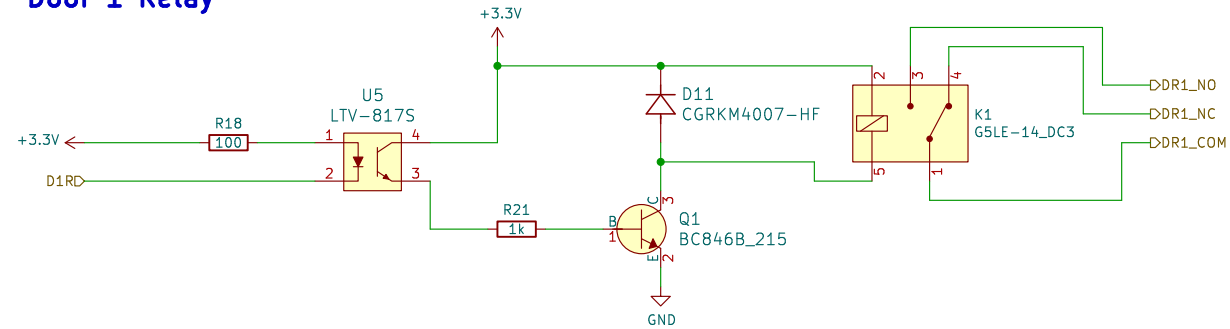 Door 1 Relay
+3.3V
U5
LTV-817S
D11
CGRKM4007-HF
2
3
4
DR1_NO
DR1_NC
DR1_COM
K1
G5LE-14_DC3
5
1
+3.3V
R18
100
1
4
D1R
2
3
R21
1k
B
1
C
3
Q1
BC846B_215
E
2
GND